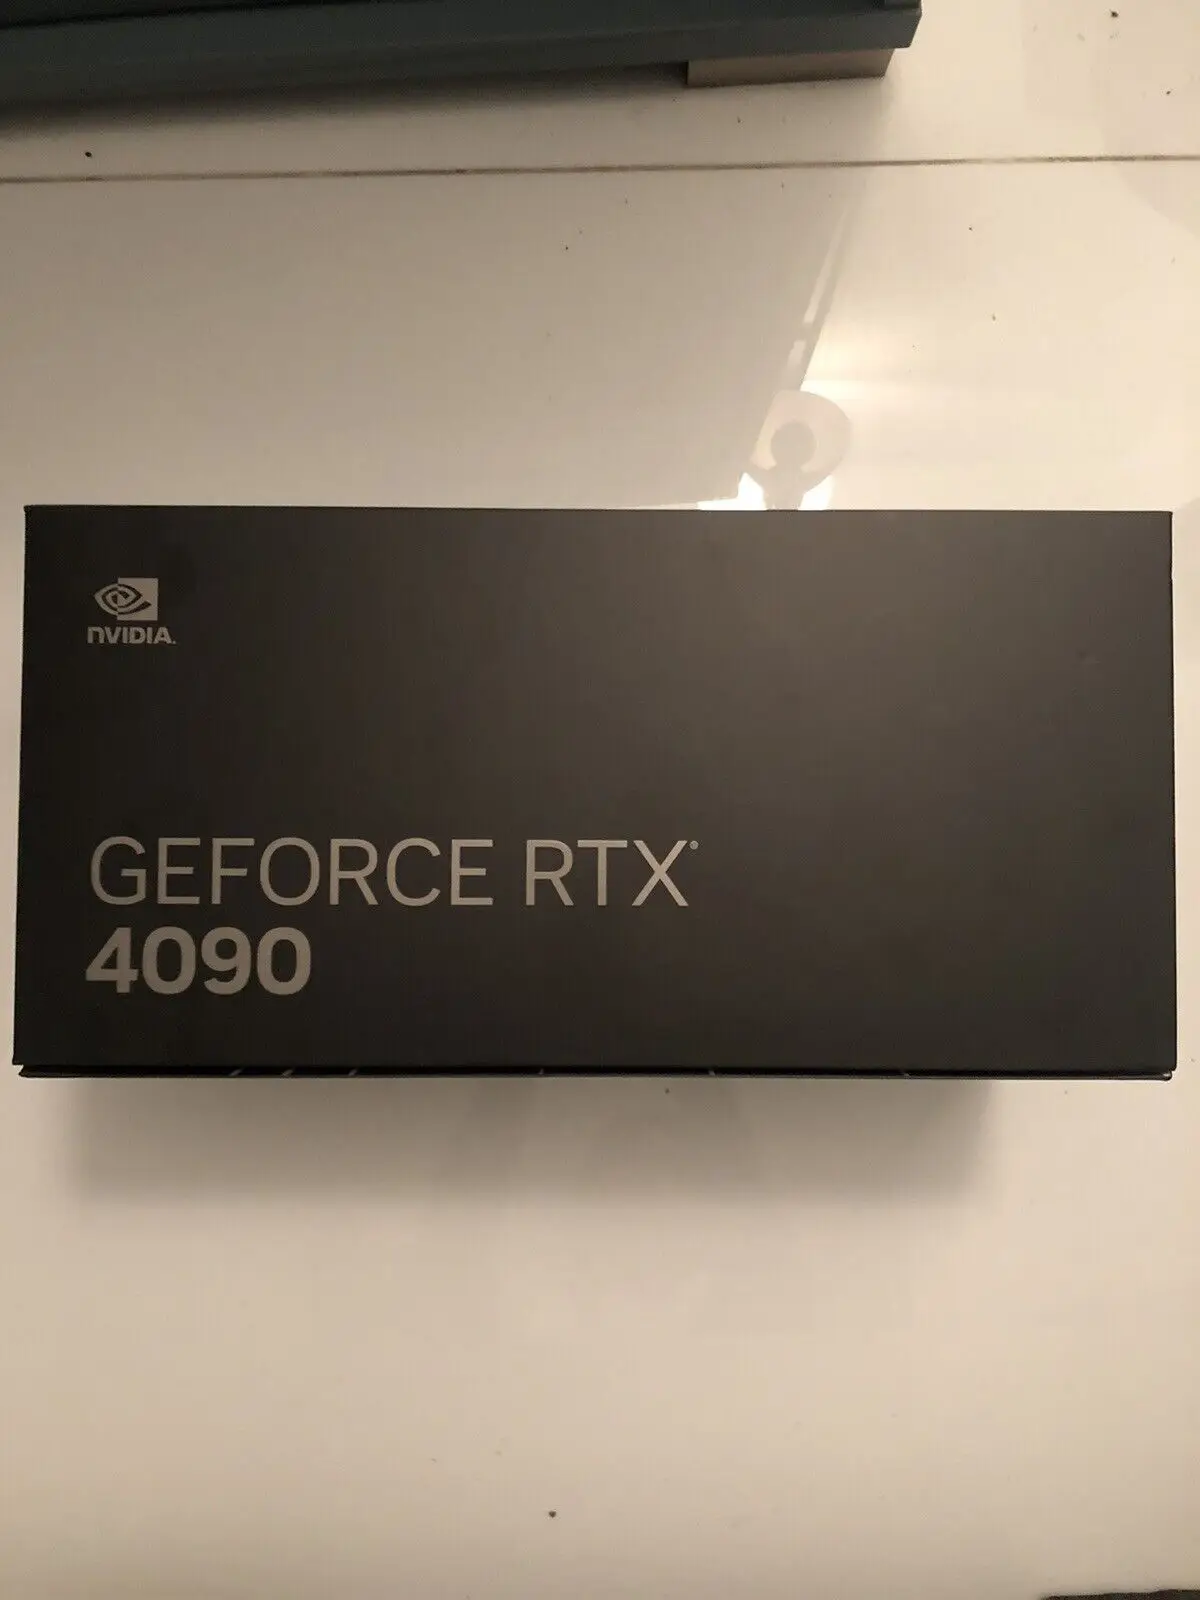 NVIDIA.
GEFORCE RTX
4090